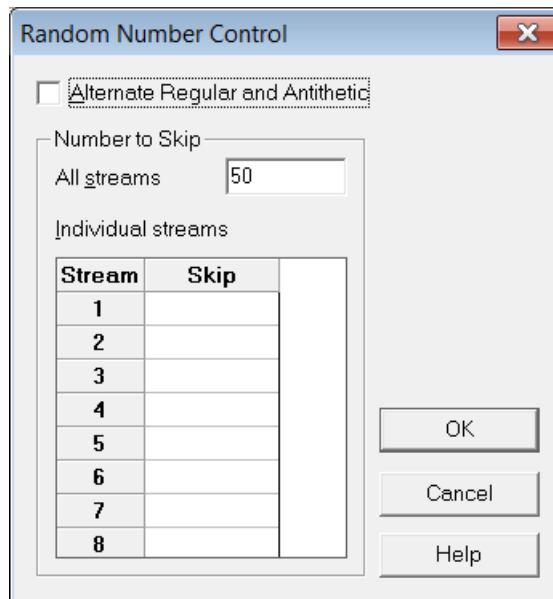 Random Number Control
Alternate Regular and Antithetic
Number to Skip
All streams 50
Individual streams
Stream Skip
1
2
3
4
5
6
7
8
OK
Cancel
Help